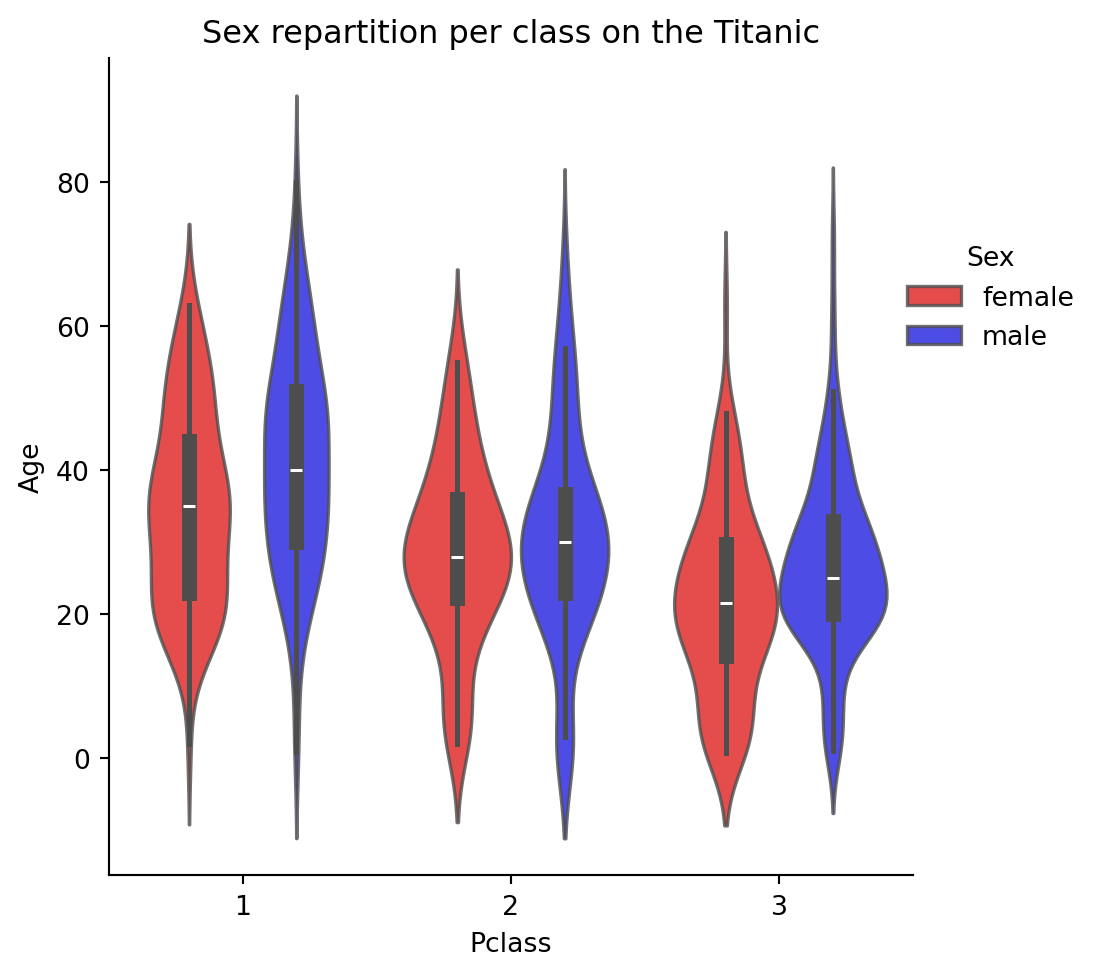 Sex repartition per class on the Titanic
80
60
40
20
0
Age
1 2 3
Pclass
Sex
female
male